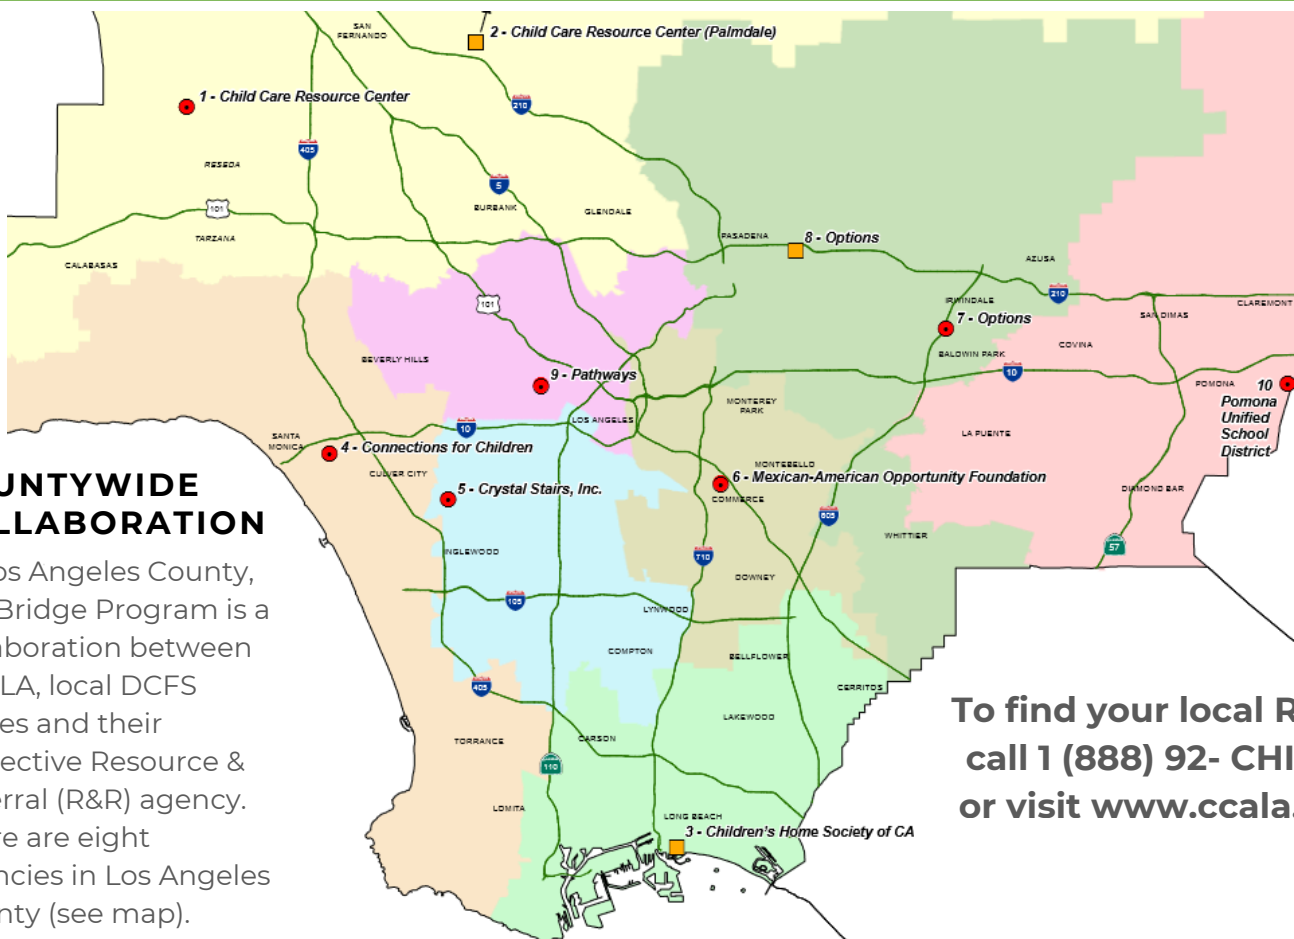 SAN
FERNANDO
2 - Child Care Resource Center (Palmdale)
1 - Child Care Resource Center
210
405
RESEDA
5
BURBANK
GLENDALE
101
TARZANA
PASADENA
8 - Options
CALABASAS
AZUSA
210
101
IRWINDALE
CLAREMONT
SAN DIMAS
7 - Options
COVINA
BEVERLY HILLS
BALDWIN PARK
9 - Pathways
10
POMONA
10
Pomona
Unified
School
District
MONTEREY
PARK
LOS ANGELES
10
LA PUENTE
SANTA
MONICA
4 - Connections for Children
CULVER CITY
MONTEBELLO
6 - Mexican-American Opportunity Foundation
COMMERCE
5 - Crystal Stairs, Inc.
DIAMOND BAR
605
WHITTIER
57
INGLEWOOD
710
DOWNEY
105
LYNWOOD
COMPTON
BELLFLOWER
CERRITOS
405
LAKEWOOD
TORRANCE
CARSON
110
LOMITA
LONG BEACH
3 - Children's Home Society of CA
UNTYWIDE
LLABORATION
os Angeles County,
Bridge Program is a
aboration between
LA, local DCFS
es and their
ective Resource &
erral (R&R) agency.
re are eight
ncies in Los Angeles
nty (see map).
To find your local R
call 1 (888) 92- CHI
or visit www.ccala.